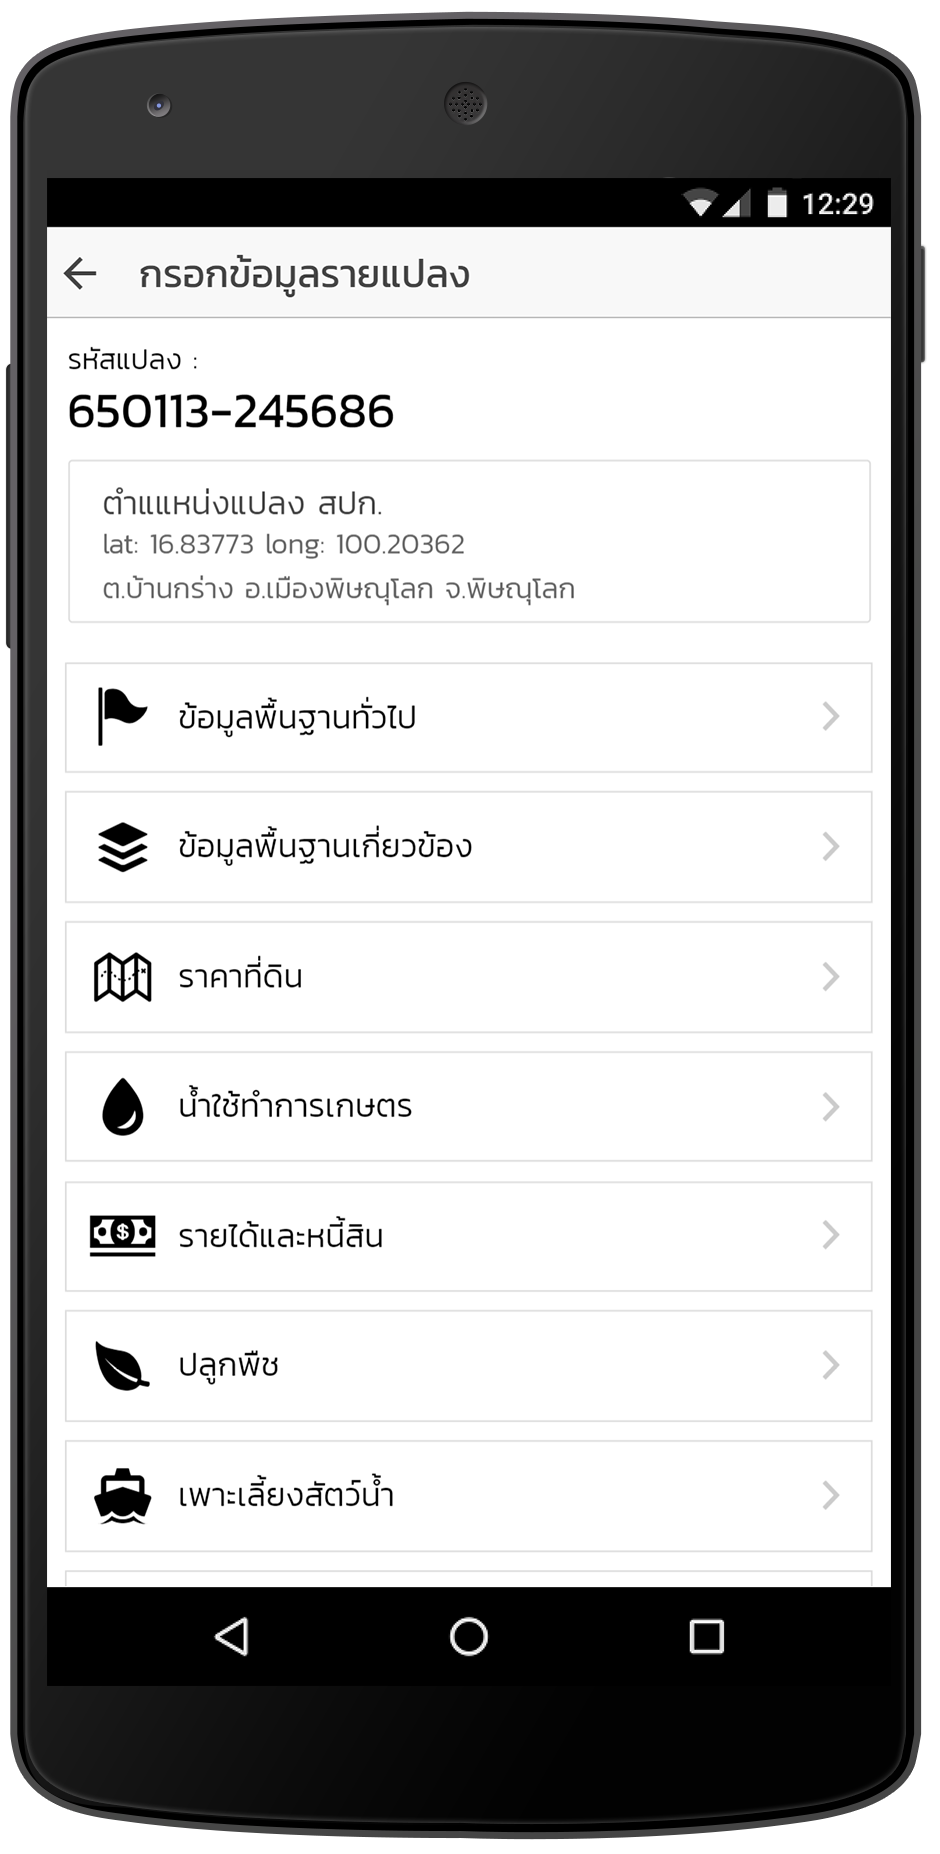 12:29
กรอกข้อมูลรายแปลง
รหัสแปลง :
650113-245686
ตำแแหน่งแปลง สปก.
lat: 16.83773 long: 100.20362
ต.บ้านกร่าง อ.เมืองพิษณุโลก จ.พิษณุโลก
ข้อมูลพื้นฐานทั่วไป
ข้อมูลพื้นฐานเกี่ยวข้อง
ราคาที่ดิน
น้ำใช้ทำการเกษตร
รายได้และหนี้สิน
ปลูกพืช
เพาะเลี้ยงสัตว์น้ำ